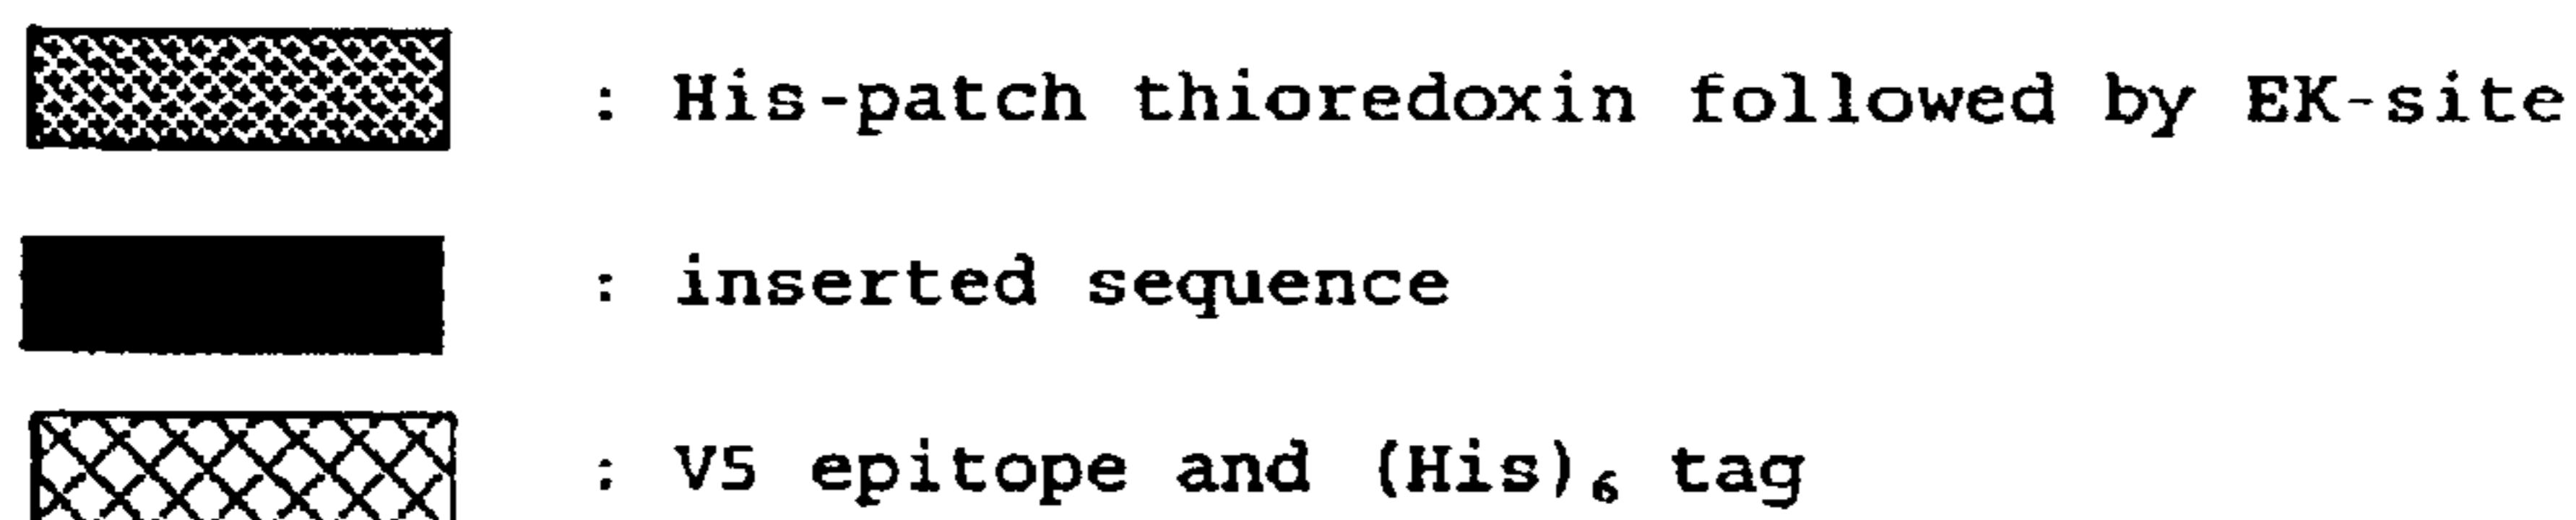 : His-patch thioredoxin followed by EK-site
: inserted sequence
: V5 epitope and (His)₆ tag